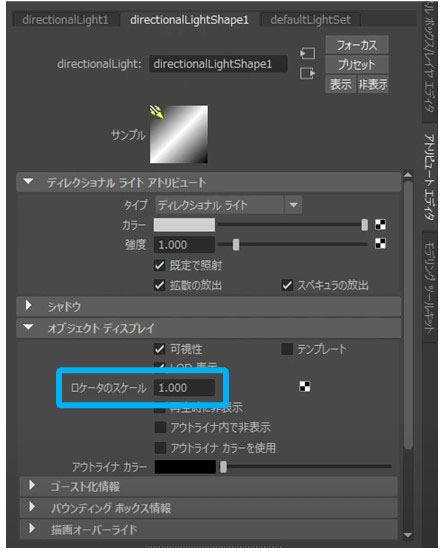 directionalLight1 directionalLightShape1 defaultLightSet
directionalLight: directionalLightShape1
フォーカス
プリセット
表示 非表示
サンプル
ディレクショナル ライト アトリビュート
タイプ ディレクショナル ライト
カラー
強度 1.000
既定で照射
拡散の放出 スペキュラの放出
シャドウ
オブジェクト ディスプレイ
可視性 テンプレート
LOD 表示
ロケータのスケール 1.000
再生時に非表示
アウトライナ内で非表示
アウトライナ カラーを使用
アウトライナ カラー
ゴースト化情報
バウンディング ボックス情報
描画オーバーライド
ボックス/レイヤ エディタ
アトリビュート エディタ
モデリング ツールキット